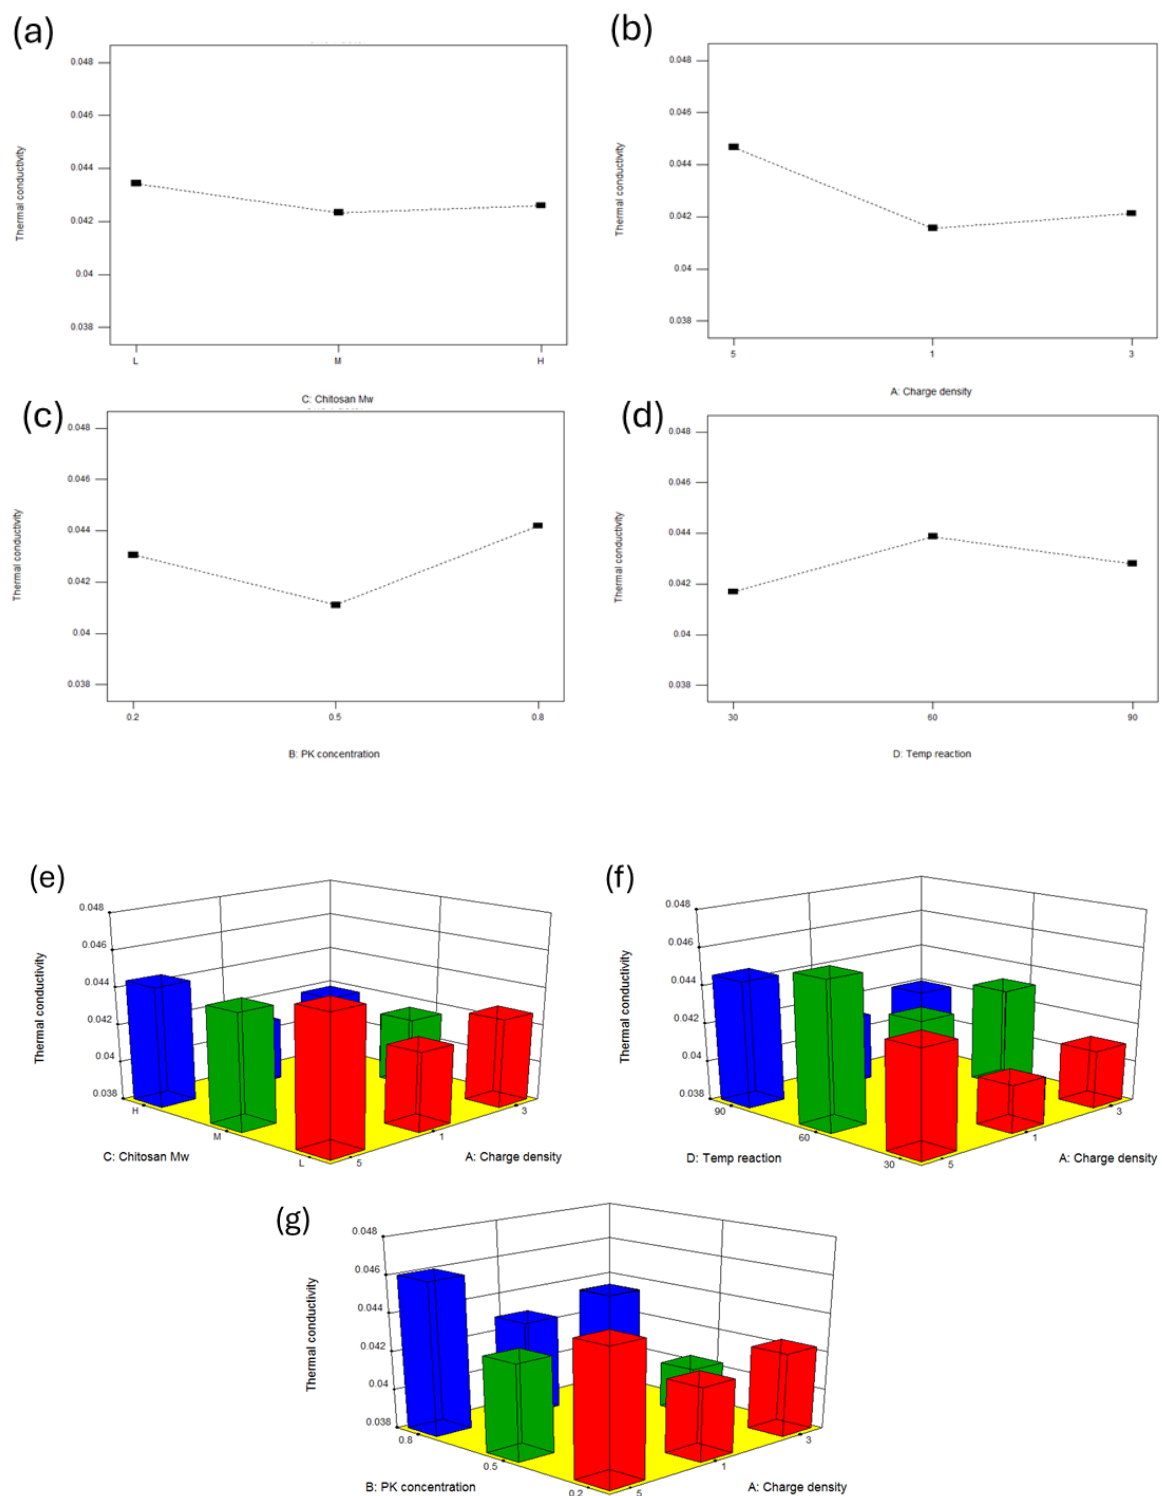 (a)
0.048
0.046
0.044
0.042
0.04
0.038
Thermal conductivity
L M H
C: Chitosan Mw
(b)
0.048
0.046
0.044
0.042
0.04
0.038
Thermal conductivity
5 1 3
A: Charge density
(c)
0.048
0.046
0.044
0.042
0.04
0.038
Thermal conductivity
0.2 0.5 0.8
B: PK concentration
(d)
0.048
0.046
0.044
0.042
0.04
0.038
Thermal conductivity
30 60 90
D: Temp reaction
(e)
0.048
0.046
0.044
0.042
0.04
0.038
Thermal conductivity
H
M
L
C: Chitosan Mw
5
1
3
A: Charge density
(f)
0.048
0.046
0.044
0.042
0.04
0.038
Thermal conductivity
90
60
30
D: Temp reaction
5
1
3
A: Charge density
(g)
0.048
0.046
0.044
0.042
0.04
0.038
Thermal conductivity
0.8
0.5
0.2
B: PK concentration
5
1
3
A: Charge density